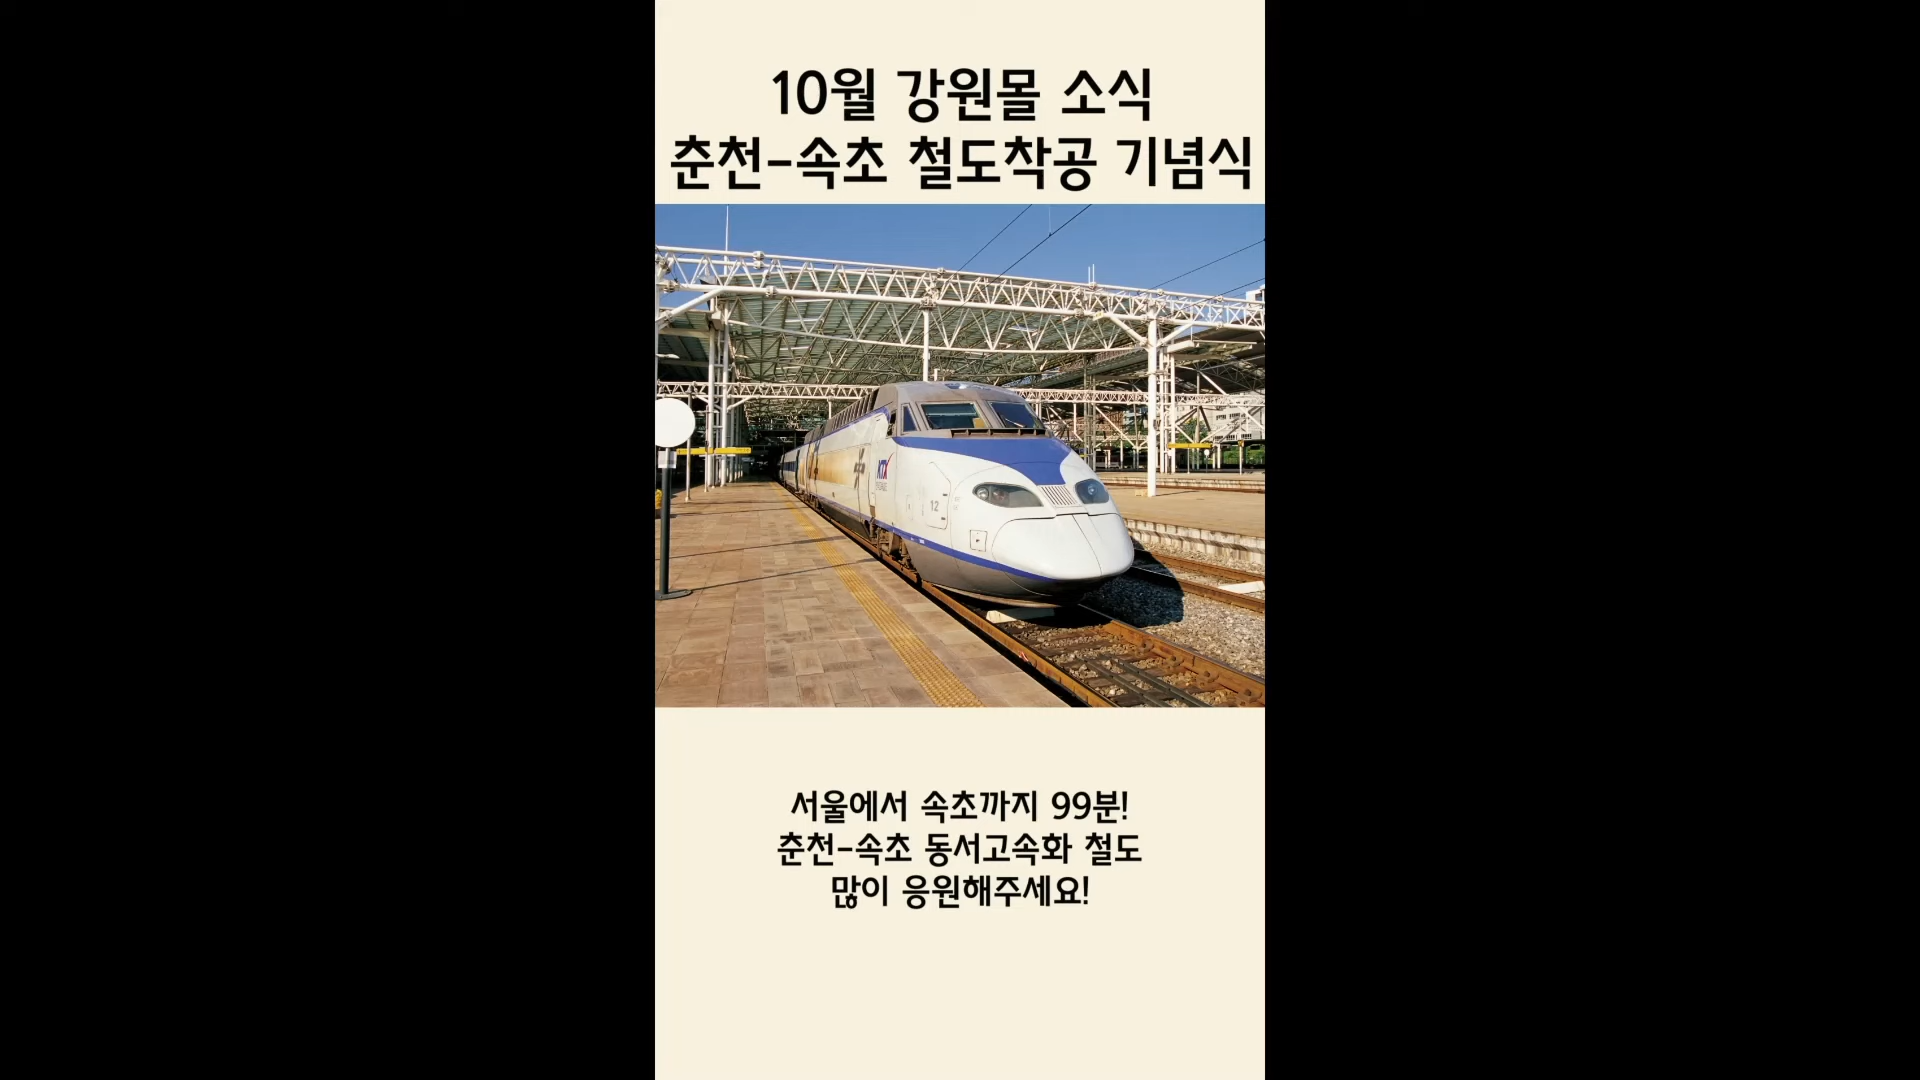 10월 강원몰 소식
춘천-속초 철도착공 기념식
KTX
12
서울에서 속초까지 99분!
춘천-속초 동서고속화 철도
많이 응원해주세요!